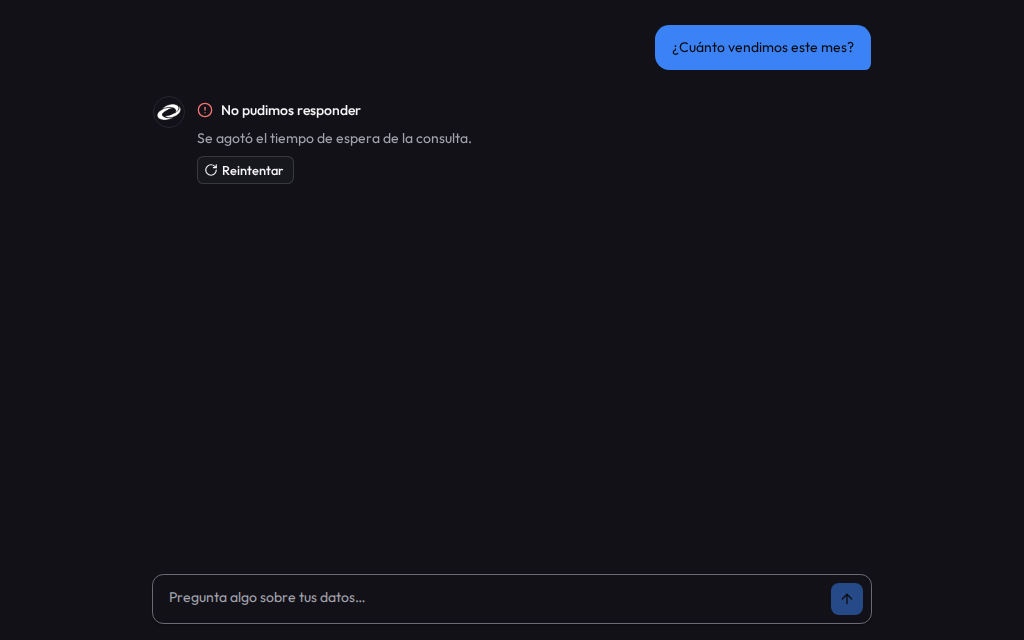 ¿Cuánto vendimos este mes?
No pudimos responder
Se agotó el tiempo de espera de la consulta.
Reintentar
Pregunta algo sobre tus datos…